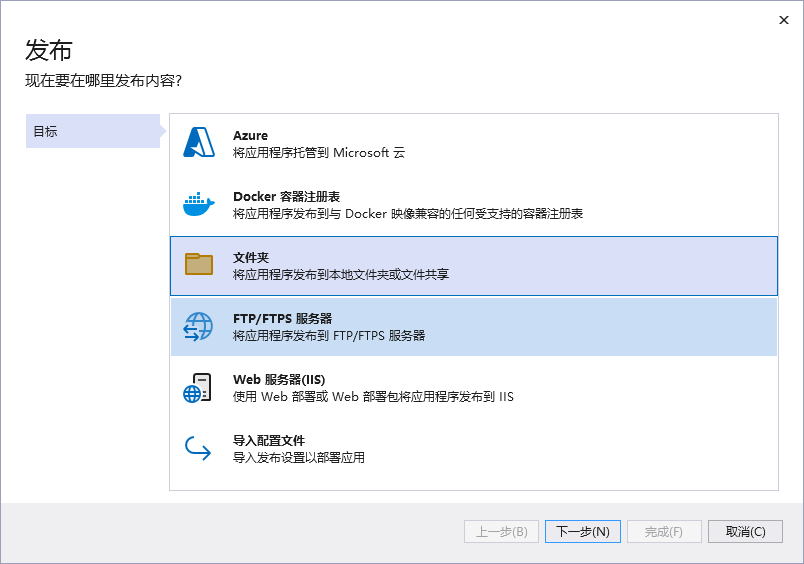 发布
现在要在哪里发布内容?
目标
Azure
将应用程序托管到 Microsoft 云
Docker 容器注册表
将应用程序发布到与 Docker 映像兼容的任何受支持的容器注册表
文件夹
将应用程序发布到本地文件夹或文件共享
FTP/FTPS 服务器
将应用程序发布到 FTP/FTPS 服务器
Web 服务器(IIS)
使用 Web 部署或 Web 部署包将应用程序发布到 IIS
导入配置文件
导入发布设置以部署应用
上一步(B) 下一步(N) 完成(F) 取消(C)